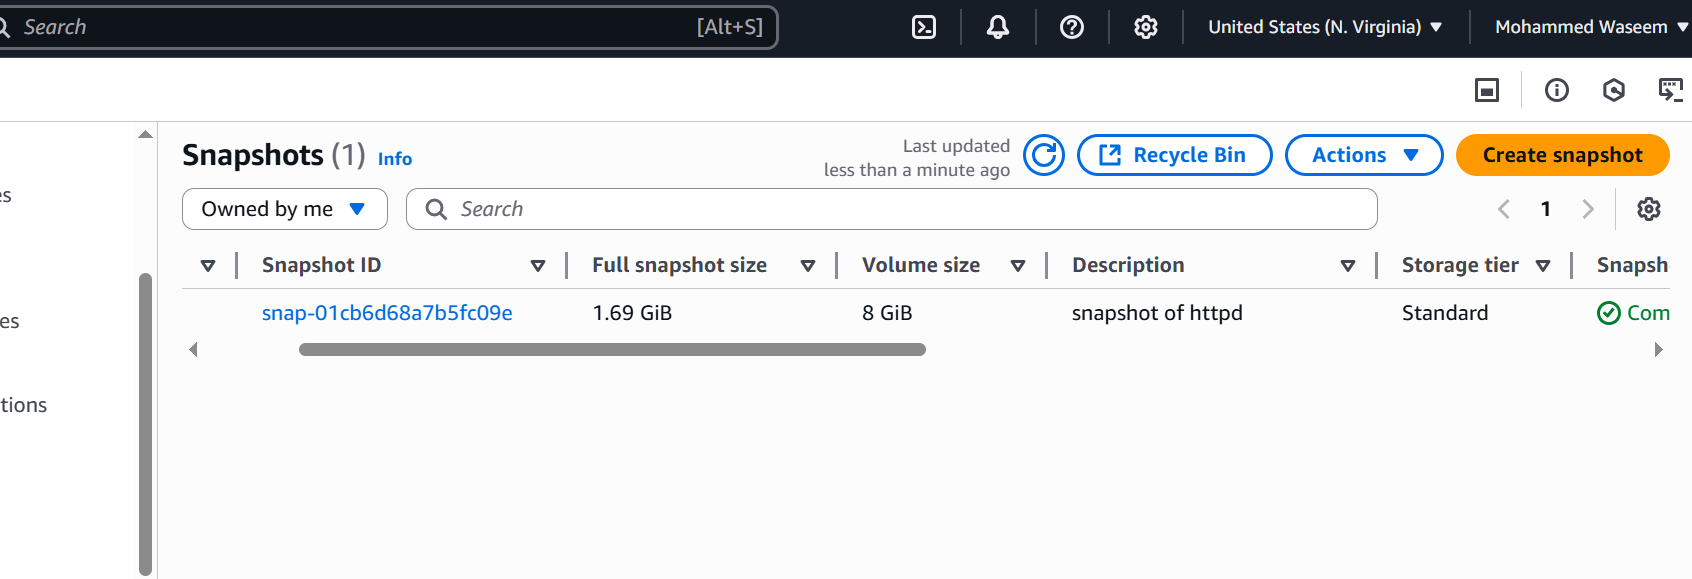 Search [Alt+S] United States (N. Virginia) Mohammed Waseem
Snapshots (1) Info
Last updated
less than a minute ago
Recycle Bin
Actions
Create snapshot
Owned by me
Search
1
Snapshot ID Full snapshot size Volume size Description Storage tier Snapsh
snap-01cb6d68a7b5fc09e 1.69 GiB 8 GiB snapshot of httpd Standard Com
es
es
tions